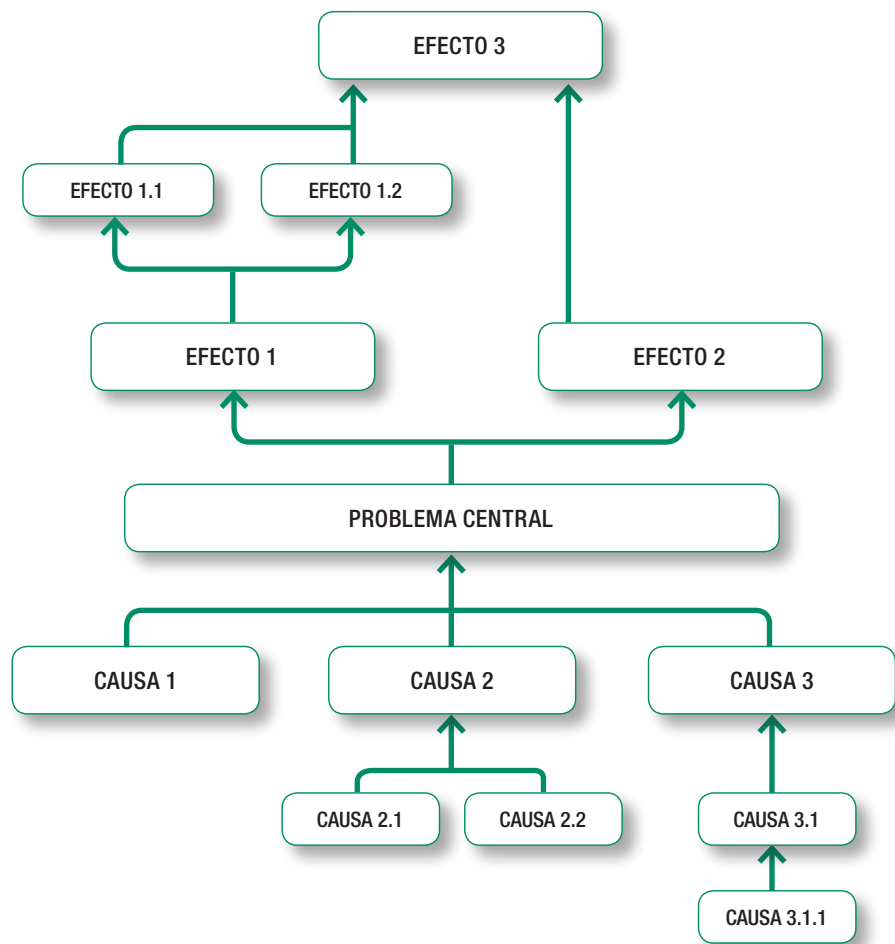 EFECTO 3
EFECTO 1.1
EFECTO 1.2
EFECTO 1
EFECTO 2
PROBLEMA CENTRAL
CAUSA 1
CAUSA 2
CAUSA 3
CAUSA 2.1
CAUSA 2.2
CAUSA 3.1
CAUSA 3.1.1